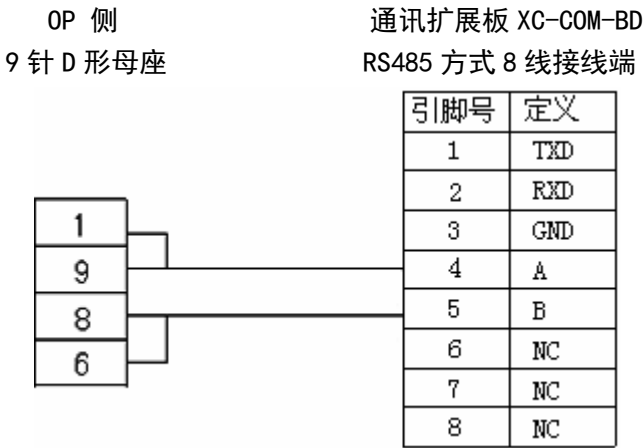 OP 侧 通讯扩展板 XC-COM-BD
9 针 D 形母座 RS485 方式 8 线接线端
引脚号 定义
1 TXD
2 RXD
1 3 GND
9 4 A
8 5 B
6 6 NC
7 NC
8 NC